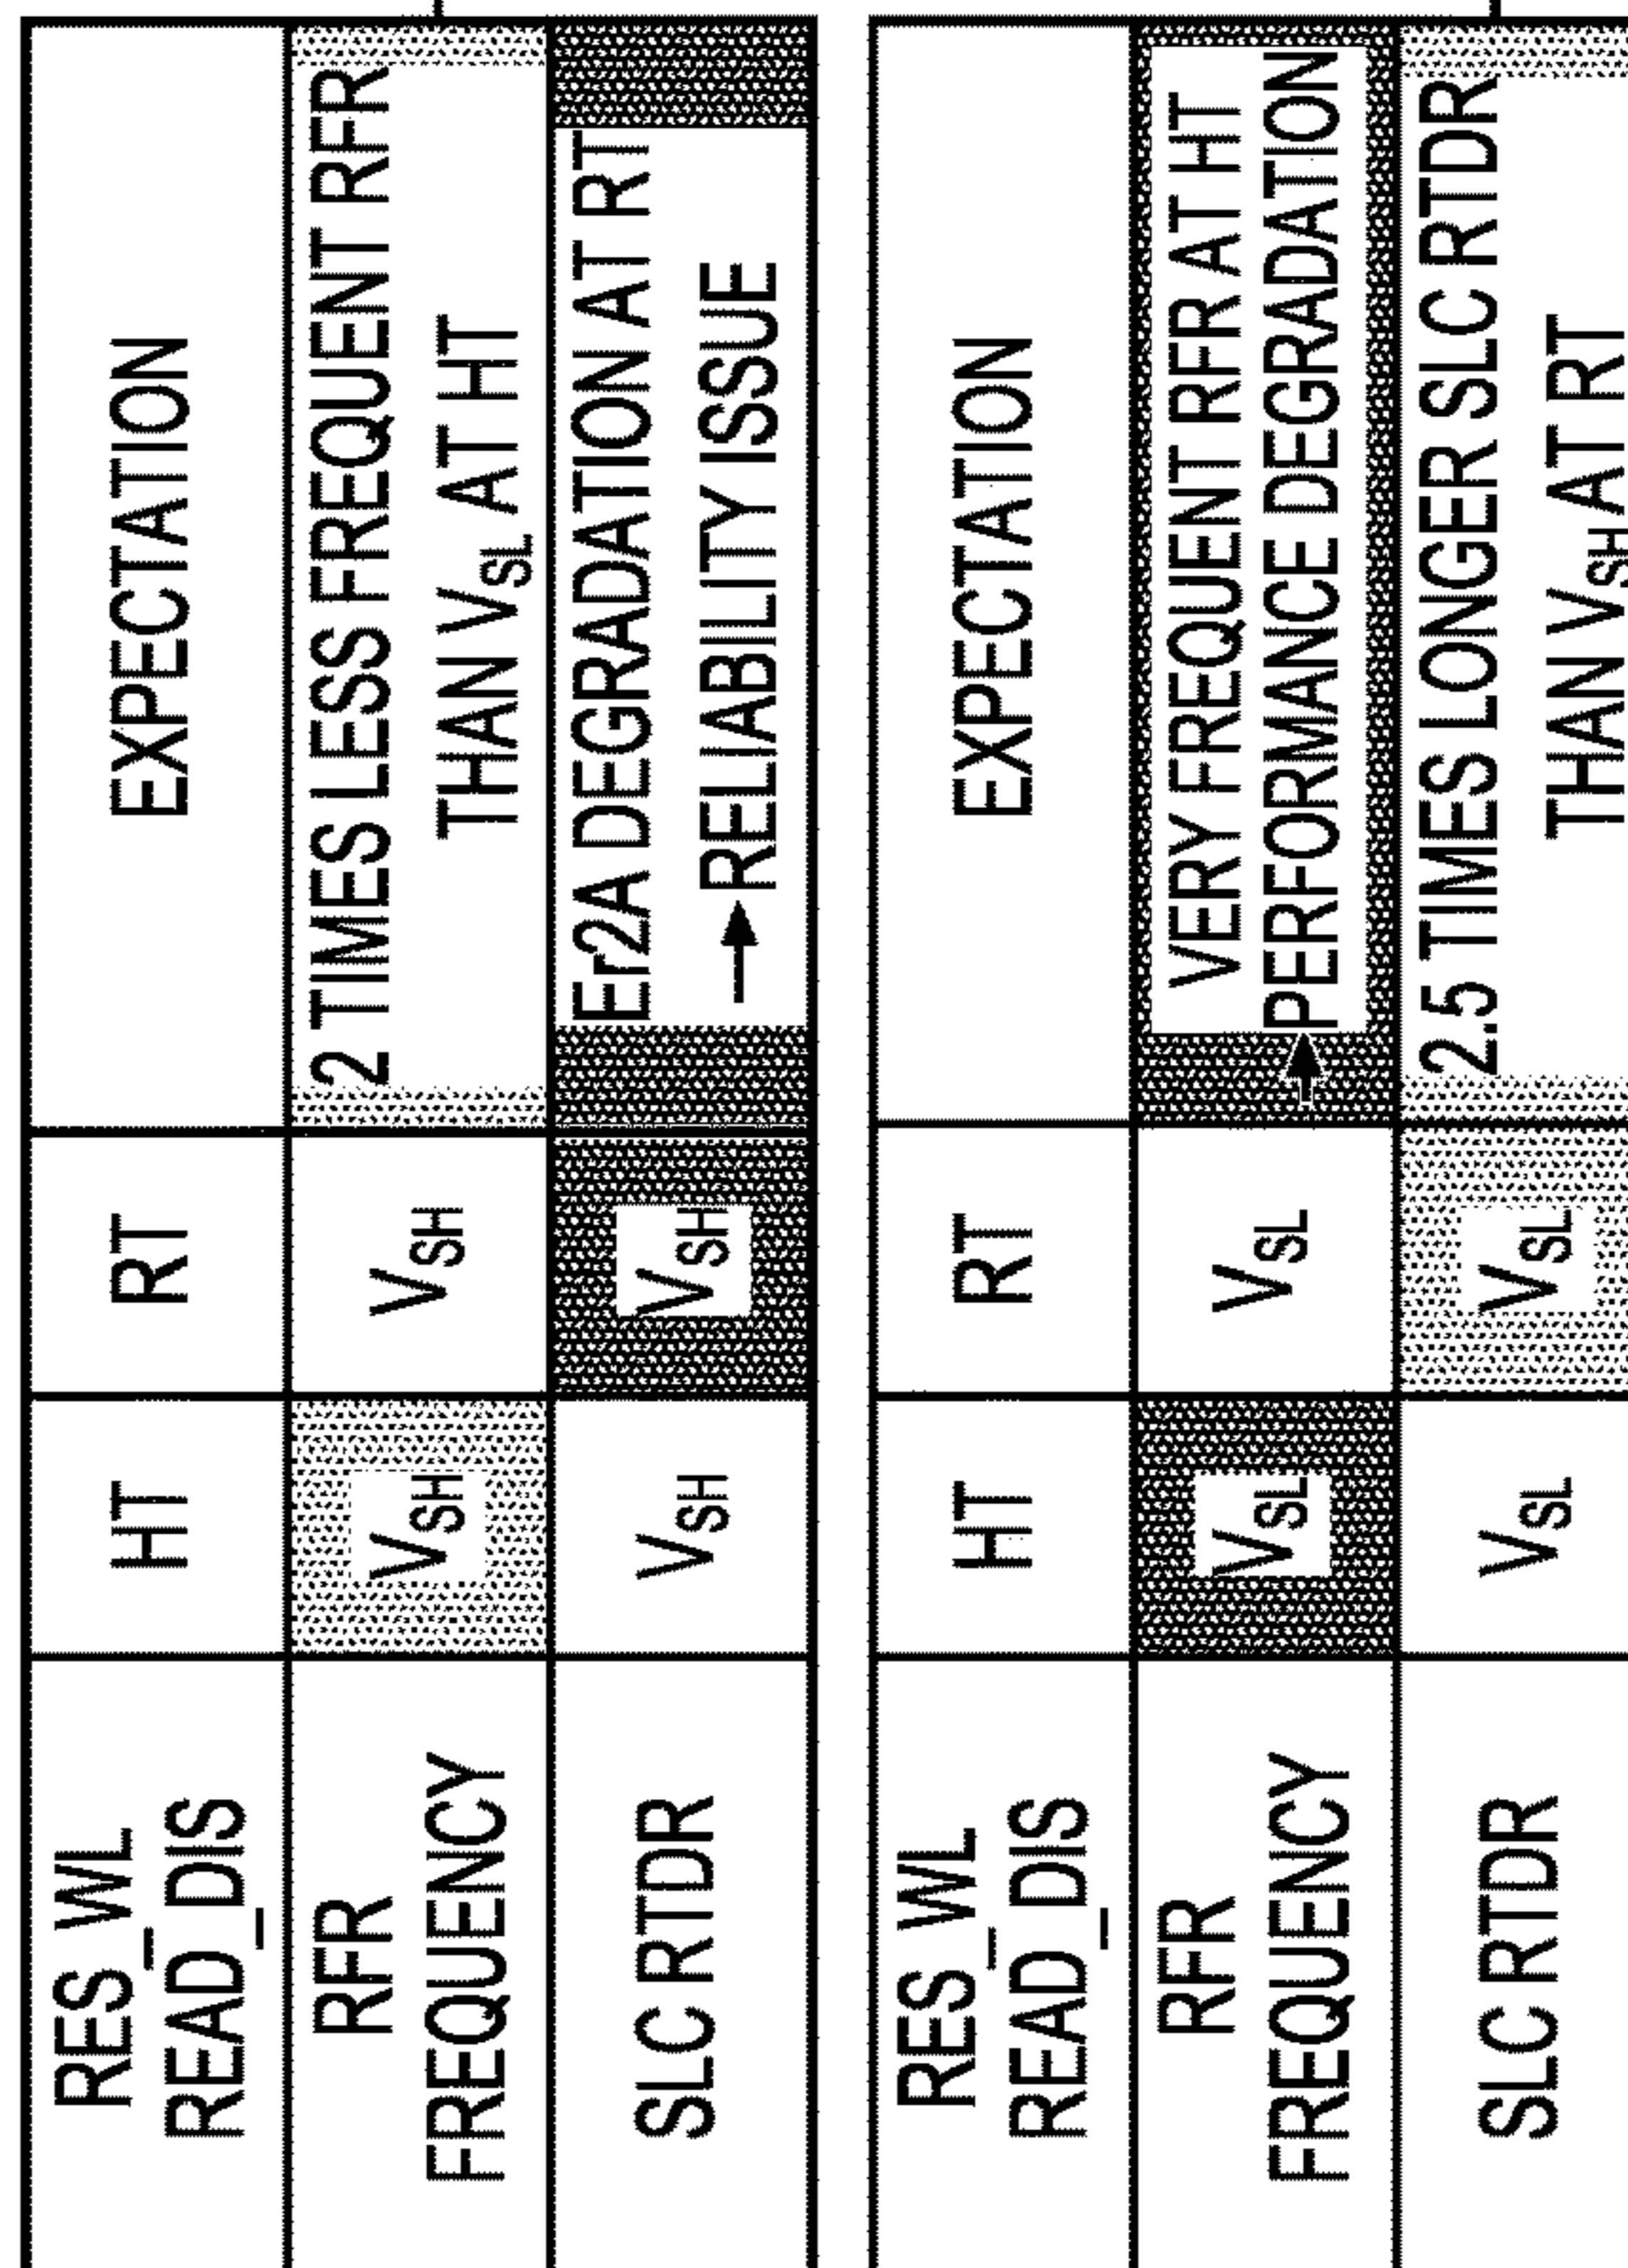 RES_WL
READ_DIS
HT
RT
EXPECTATION
RFR
FREQUENCY
VSH
VSH
2 TIMES LESS FREQUENT RFR
THAN VSL AT HT
SLC RTDR
VSH
VSH
Er2A DEGRADATION AT RT
→RELIABILITY ISSUE
RES_WL
READ_DIS
HT
RT
EXPECTATION
RFR
FREQUENCY
VSL
VSL
VERY FREQUENT RFR AT HT
→PERFORMANCE DEGRADATION
SLC RTDR
VSL
VSL
2.5 TIMES LONGER SLC RTDR
THAN VSH AT RT